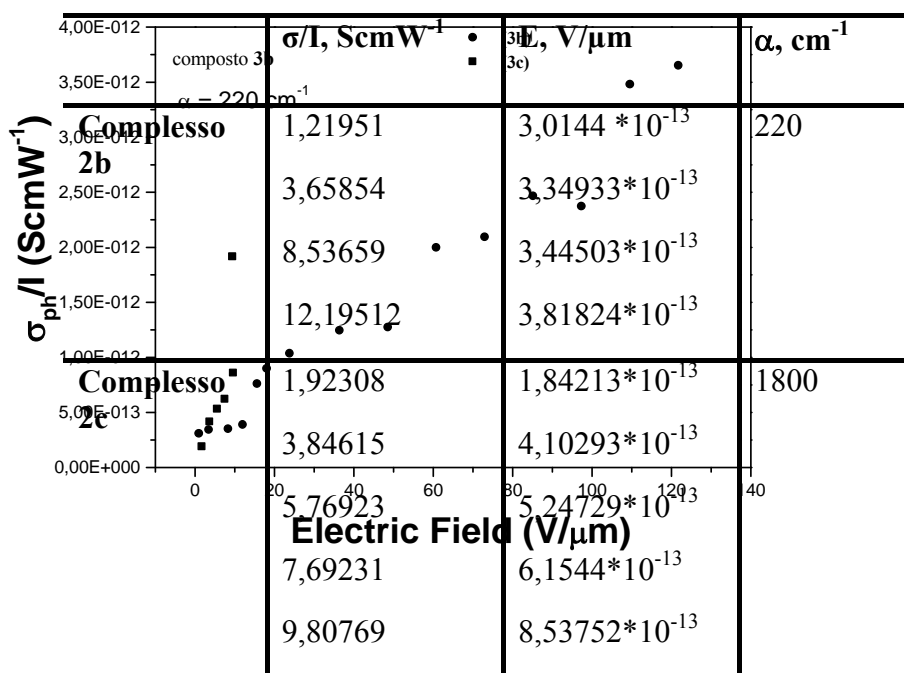 4,00E-012
3,50E-012
3,00E-012
2,50E-012
2,00E-012
1,50E-012
1,00E-012
5,00E-013
0,00E+000
σph/I (ScmW-1)
0 20 40 60 80 100 120 140
Electric Field (V/μm)
composto 3b
α = 220 cm-1
3b)
3c)
σ/I, ScmW-1 E, V/μm α, cm-1
Complesso 1,21951 3,0144 *10-13 220
2b
3,65854 3,34933*10-13
8,53659 3,44503*10-13
12,19512 3,81824*10-13
Complesso 1,92308 1,84213*10-13 1800
2c
3,84615 4,10293*10-13
5,76923 5,24729*10-13
7,69231 6,1544*10-13
9,80769 8,53752*10-13